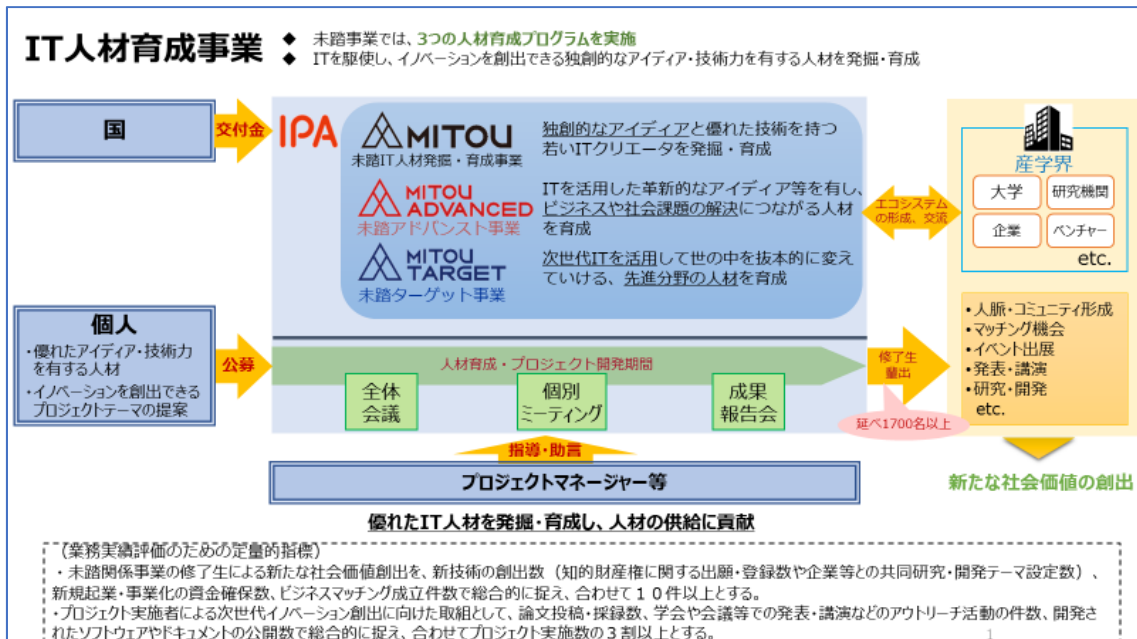 IT人材育成事業
◆ 未踏事業では、3つの人材育成プログラムを実施
◆ ITを駆使し、イノベーションを創出できる独創的なアイディア・技術力を有する人材を発掘・育成
国
交付金
IPA
MITOU
未踏IT人材発掘・育成事業
独創的なアイディアと優れた技術を持つ
若いITクリエータを発掘・育成
MITOU
ADVANCED
未踏アドバンスト事業
ITを活用した革新的なアイディア等を有し、
ビジネスや社会課題の解決につながる人材
を育成
MITOU
TARGET
未踏ターゲット事業
次世代ITを活用して世の中を抜本的に変え
ていける、先進分野の人材を育成
エコシステム
の形成、交流
産学界
大学
研究機関
企業
ベンチャー
etc.
個人
・優れたアイディア・技術力
を有する人材
・イノベーションを創出できる
プロジェクトテーマの提案
公募
人材育成・プロジェクト開発期間
全体
会議
個別
ミーティング
成果
報告会
修了生
輩出
延べ1700名以上
•人脈・コミュニティ形成
•マッチング機会
•イベント出展
•発表・講演
•研究・開発
etc.
指導・助言
プロジェクトマネージャー等
新たな社会価値の創出
優れたIT人材を発掘・育成し、人材の供給に貢献
（業務実績評価のための定量的指標）
・未踏関係事業の修了生による新たな社会価値創出を、新技術の創出数（知的財産権に関する出願・登録数や企業等との共同研究・開発テーマ設定数）、
新規起業・事業化の資金確保数、ビジネスマッチング成立件数で総合的に捉え、合わせて１０件以上とする。
・プロジェクト実施者による次世代イノベーション創出に向けた取組として、論文投稿・採録数、学会や会議等での発表・講演などのアウトリーチ活動の件数、開発さ
れたソフトウェアやドキュメントの公開数で総合的に捉え、合わせてプロジェクト実施数の３割以上とする。
1